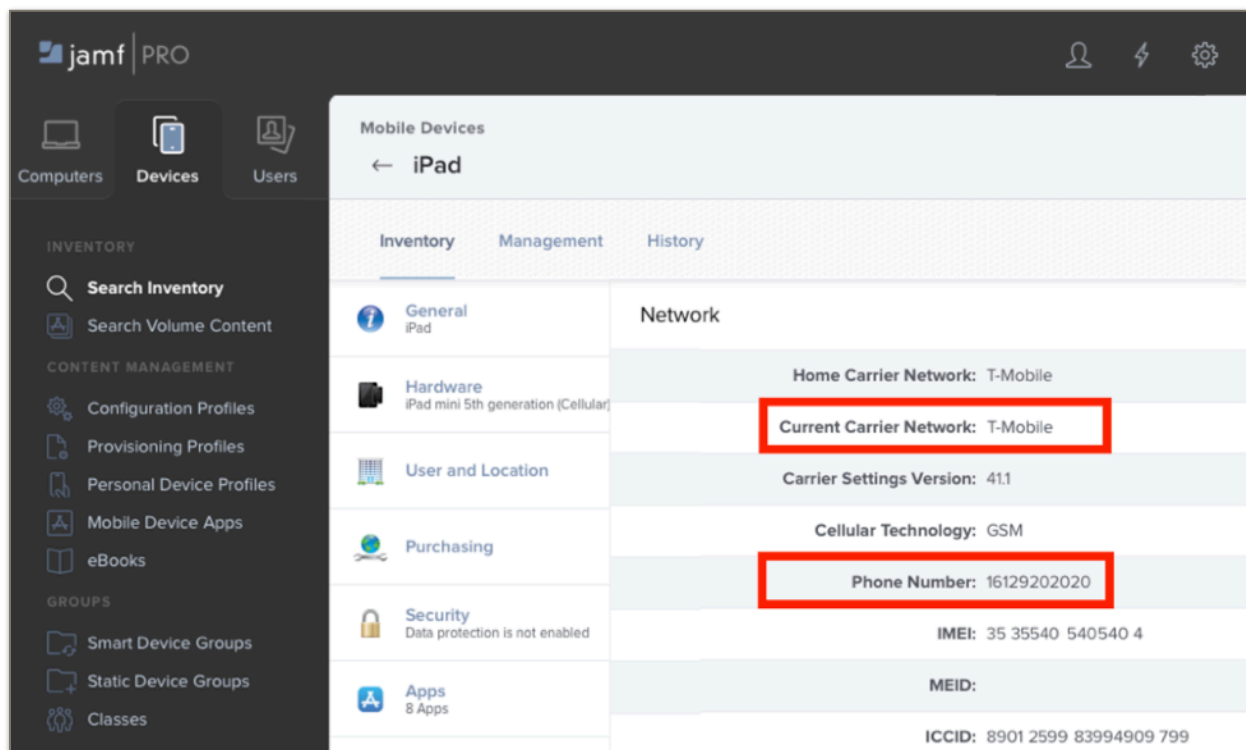 jamf PRO
Computers
Devices
Users
INVENTORY
Search Inventory
Search Volume Content
CONTENT MANAGEMENT
Configuration Profiles
Provisioning Profiles
Personal Device Profiles
Mobile Device Apps
eBooks
GROUPS
Smart Device Groups
Static Device Groups
Classes
Mobile Devices
← iPad
Inventory
Management
History
General
iPad
Hardware
iPad mini 5th generation (Cellular)
User and Location
Purchasing
Security
Data protection is not enabled
Apps
8 Apps
Network
Home Carrier Network: T-Mobile
Current Carrier Network: T-Mobile
Carrier Settings Version: 41.1
Cellular Technology: GSM
Phone Number: 16129202020
IMEI: 35 35540 540540 4
MEID:
ICCID: 8901 2599 83994909 799